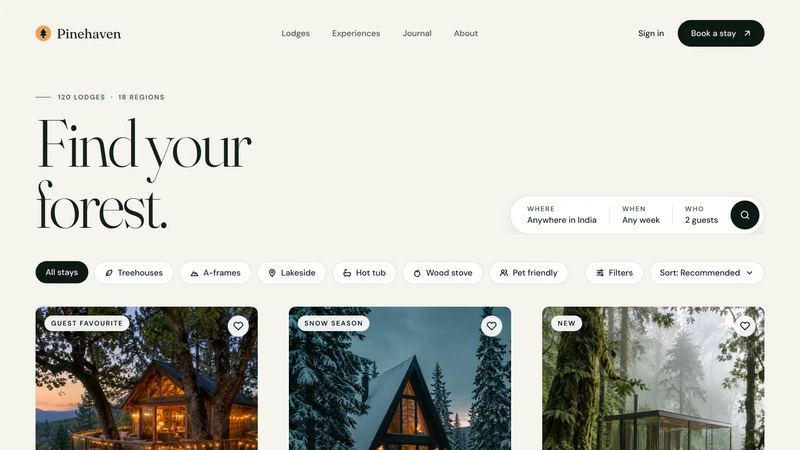 Pinehaven
Lodges
Experiences
Journal
About
Sign in
Book a stay
120 LODGES · 18 REGIONS
Find your
forest.
WHERE
Anywhere in India
WHEN
Any week
WHO
2 guests
All stays
Treehouses
A-frames
Lakeside
Hot tub
Wood stove
Pet friendly
Filters
Sort: Recommended
GUEST FAVOURITE
SNOW SEASON
NEW